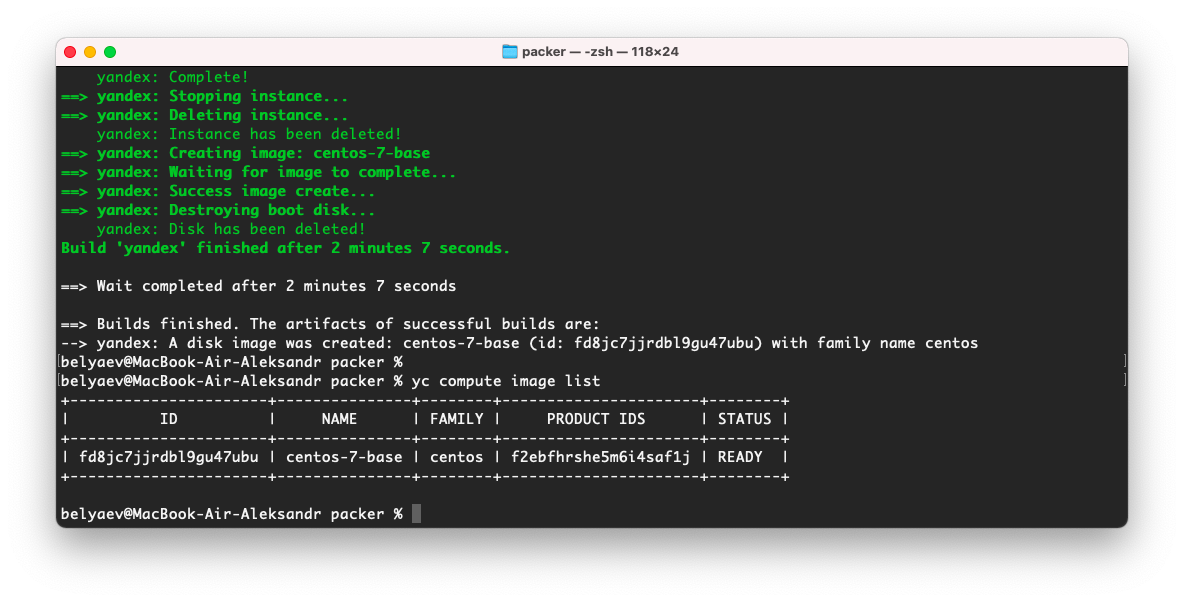 packer — -zsh — 118×24
    yandex: Complete!
==> yandex: Stopping instance...
==> yandex: Deleting instance...
    yandex: Instance has been deleted!
==> yandex: Creating image: centos-7-base
==> yandex: Waiting for image to complete...
==> yandex: Success image create...
==> yandex: Destroying boot disk...
    yandex: Disk has been deleted!
Build 'yandex' finished after 2 minutes 7 seconds.
==> Wait completed after 2 minutes 7 seconds
==> Builds finished. The artifacts of successful builds are:
--> yandex: A disk image was created: centos-7-base (id: fd8jc7jjrdbl9gu47ubu) with family name centos
[belyaev@MacBook-Air-Aleksandr packer % ]
[belyaev@MacBook-Air-Aleksandr packer % yc compute image list ]
+----------------------+---------------+--------+----------------------+--------+
|          ID          |     NAME      | FAMILY |     PRODUCT IDS      | STATUS |
+----------------------+---------------+--------+----------------------+--------+
| fd8jc7jjrdbl9gu47ubu | centos-7-base | centos | f2ebfhrshe5m6i4saf1j | READY  |
+----------------------+---------------+--------+----------------------+--------+
belyaev@MacBook-Air-Aleksandr packer %